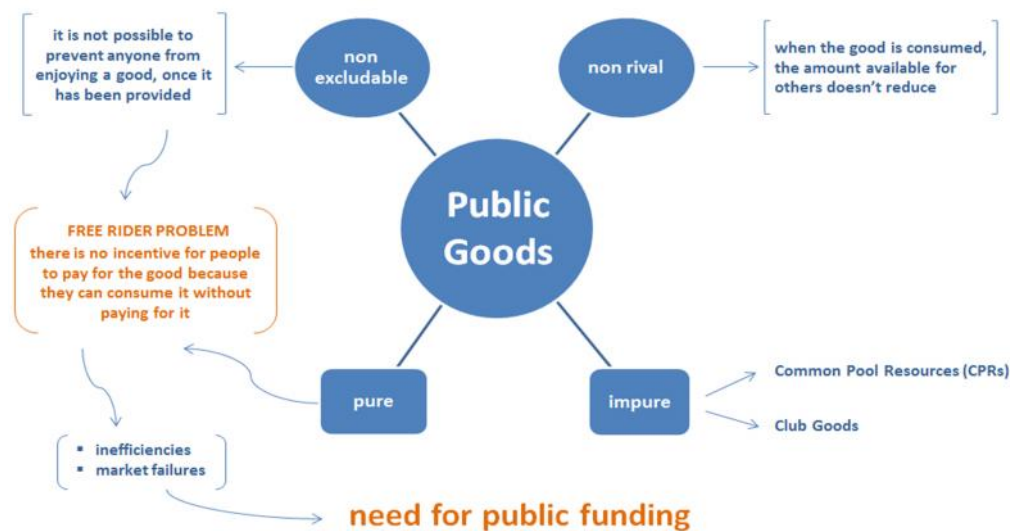 it is not possible to
prevent anyone from
enjoying a good, once it
has been provided
non
excludable
non rival
when the good is consumed,
the amount available for
others doesn't reduce
Public
Goods
FREE RIDER PROBLEM
there is no incentive for people
to pay for the good because
they can consume it without
paying for it
pure
impure
Common Pool Resources (CPRs)
Club Goods
▪ inefficiencies
▪ market failures
need for public funding